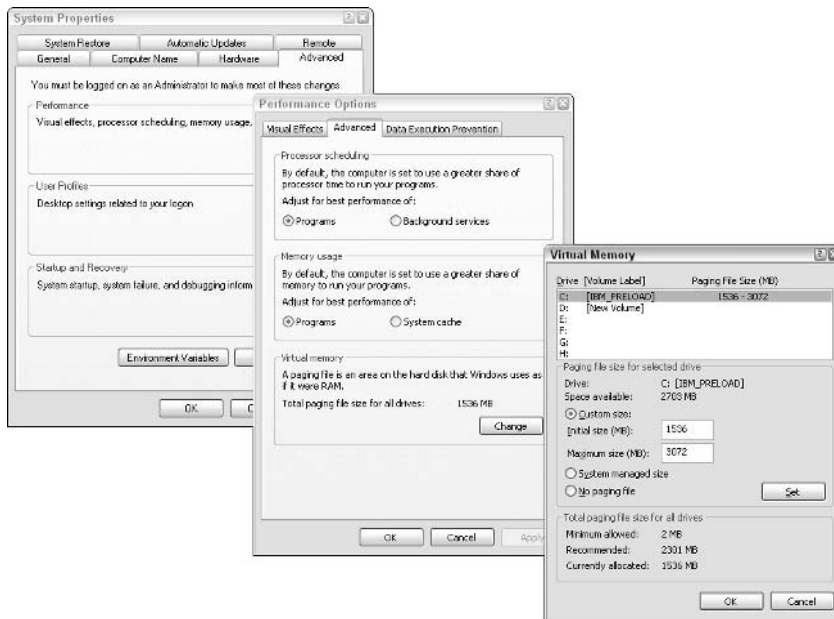 System Properties
System Restore
Automatic Updates
Remote
General
Computer Name
Hardware
Advanced
You must be logged on as an Administrator to make most of these changes.
Performance
Visual effects, processor scheduling, memory usage,
User Profiles
Desktop settings related to your logon
Startup and Recovery
System startup, system failure, and debugging inform
Environment Variables
OK
C
Performance Options
Visual Effects
Advanced
Data Execution Prevention
Processor scheduling
By default, the computer is set to use a greater share of
processor time to run your programs.
Adjust for best performance of:
Programs
Background services
Memory usage
By default, the computer is set to use a greater share of
memory to run your programs.
Adjust for best performance of:
Programs
System cache
Virtual memory
A paging file is an area on the hard disk that Windows uses as
if it were RAM.
Total paging file size for all drives: 1536 MB
Change
OK
Cancel
Apply
Virtual Memory
Drive [Volume Label] Paging File Size (MB)
C: [IBM_PRELOAD] 1536 - 3072
D: [New Volume]
E:
F:
G:
H:
Paging file size for selected drive
Drive: C: [IBM_PRELOAD]
Space available: 2703 MB
Custom size:
Initial size (MB): 1536
Maximum size (MB): 3072
System managed size
No paging file
Set
Total paging file size for all drives
Minimum allowed: 2 MB
Recommended: 2301 MB
Currently allocated: 1536 MB
OK
Cancel